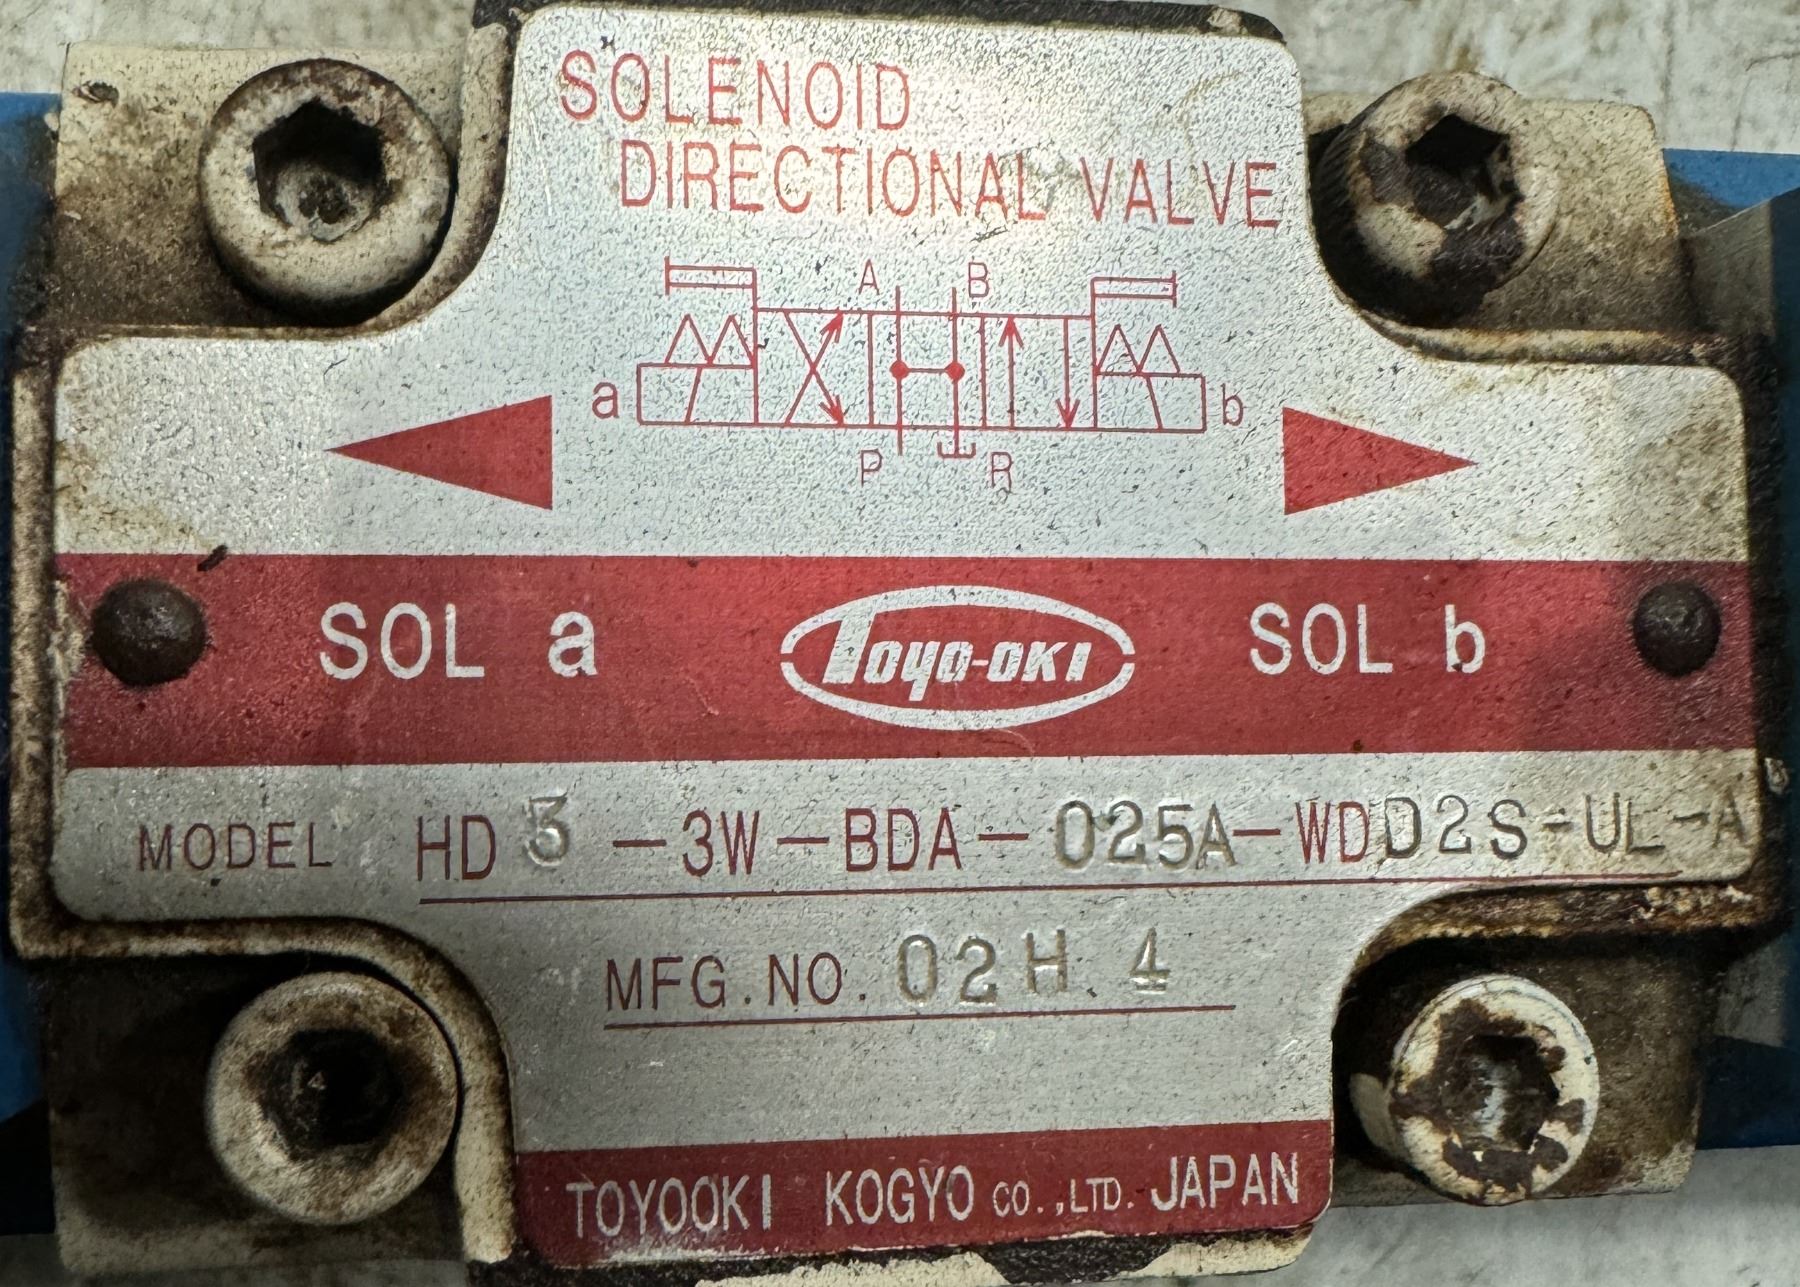 SOLENOID
DIRECTIONAL VALVE
A B
a b
P R
SOL a Toyo-OKI SOL b
MODEL HD3-3W-BDA-025A-WDD2S-UL-A
MFG.NO. 02H 4
TOYOOKI KOGYO CO.,LTD. JAPAN